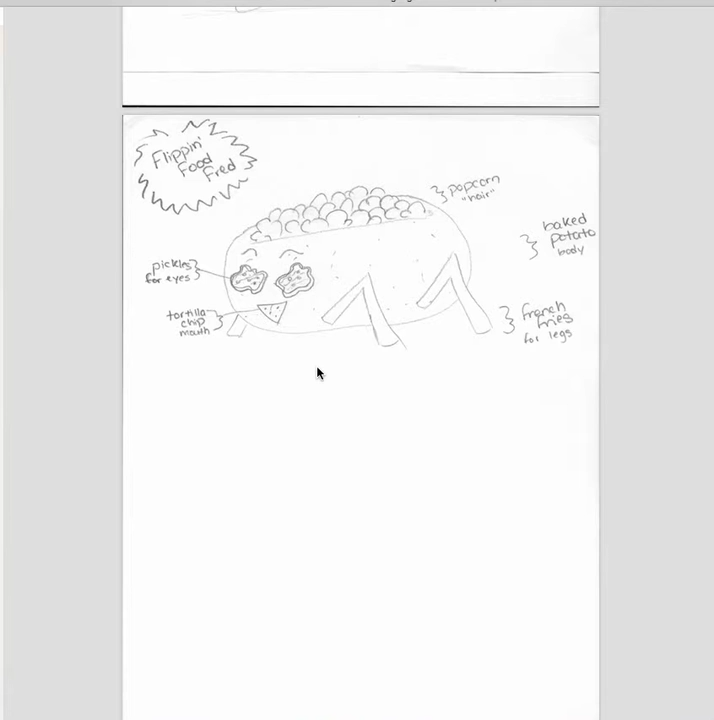 Flippin'
Food
Fred
popcorn
"hair"
baked
potato
body
pickles
for eyes
tortilla
chip
mouth
french
fries
for legs